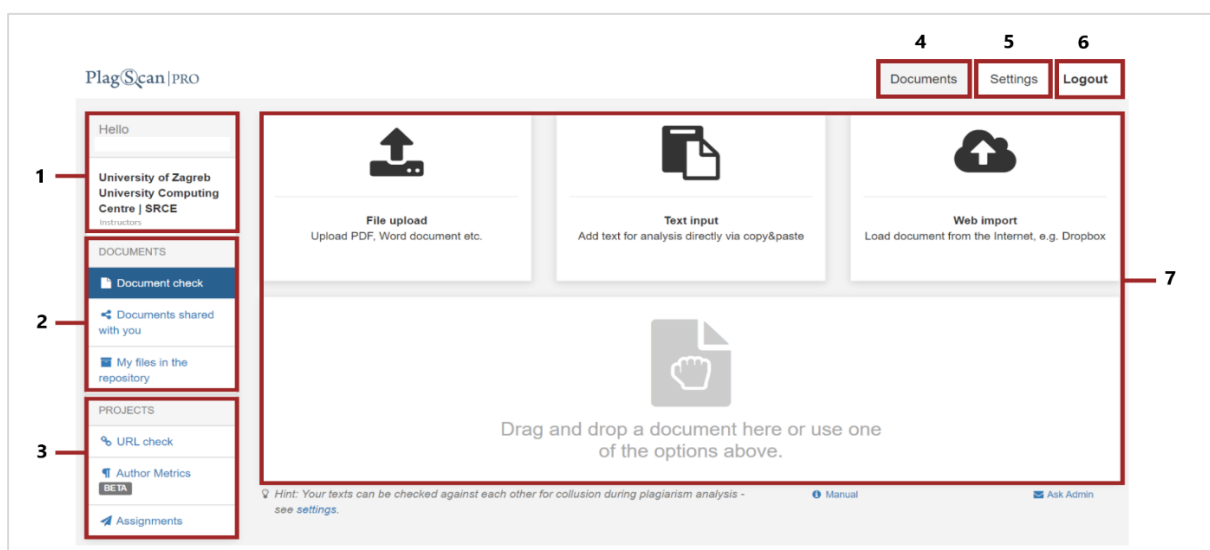 4 5 6
PlagScan|PRO
Documents Settings Logout
Hello
1
University of Zagreb
University Computing
Centre | SRCE
Instructors
File upload
Upload PDF, Word document etc.
Text input
Add text for analysis directly via copy&paste
Web import
Load document from the Internet, e.g. Dropbox
7
2
DOCUMENTS
Document check
Documents shared
with you
My files in the
repository
3
PROJECTS
URL check
Author Metrics
BETA
Assignments
Drag and drop a document here or use one
of the options above.
Hint: Your texts can be checked against each other for collusion during plagiarism analysis -
see settings.
Manual
Ask Admin